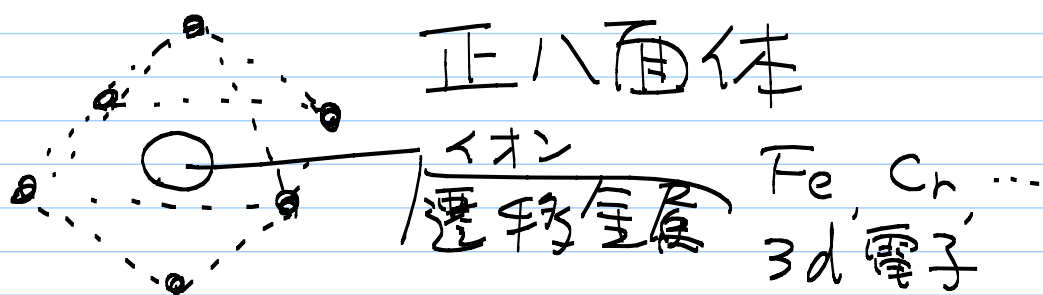 正八面体
イオン
遷移金属
Fe, Cr, ...
3d電子